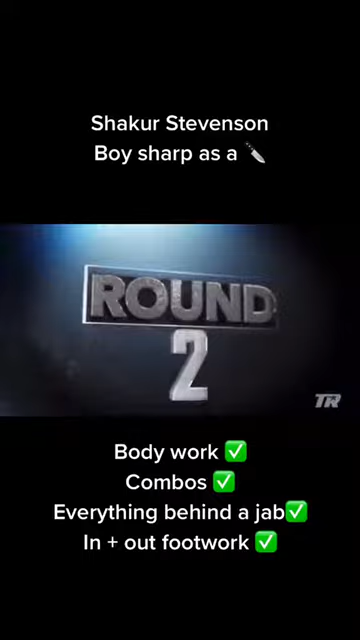 Shakur Stevenson
Boy sharp as a 🔪
ROUND
2
TR
Body work ✅
Combos ✅
Everything behind a jab✅
In + out footwork ✅